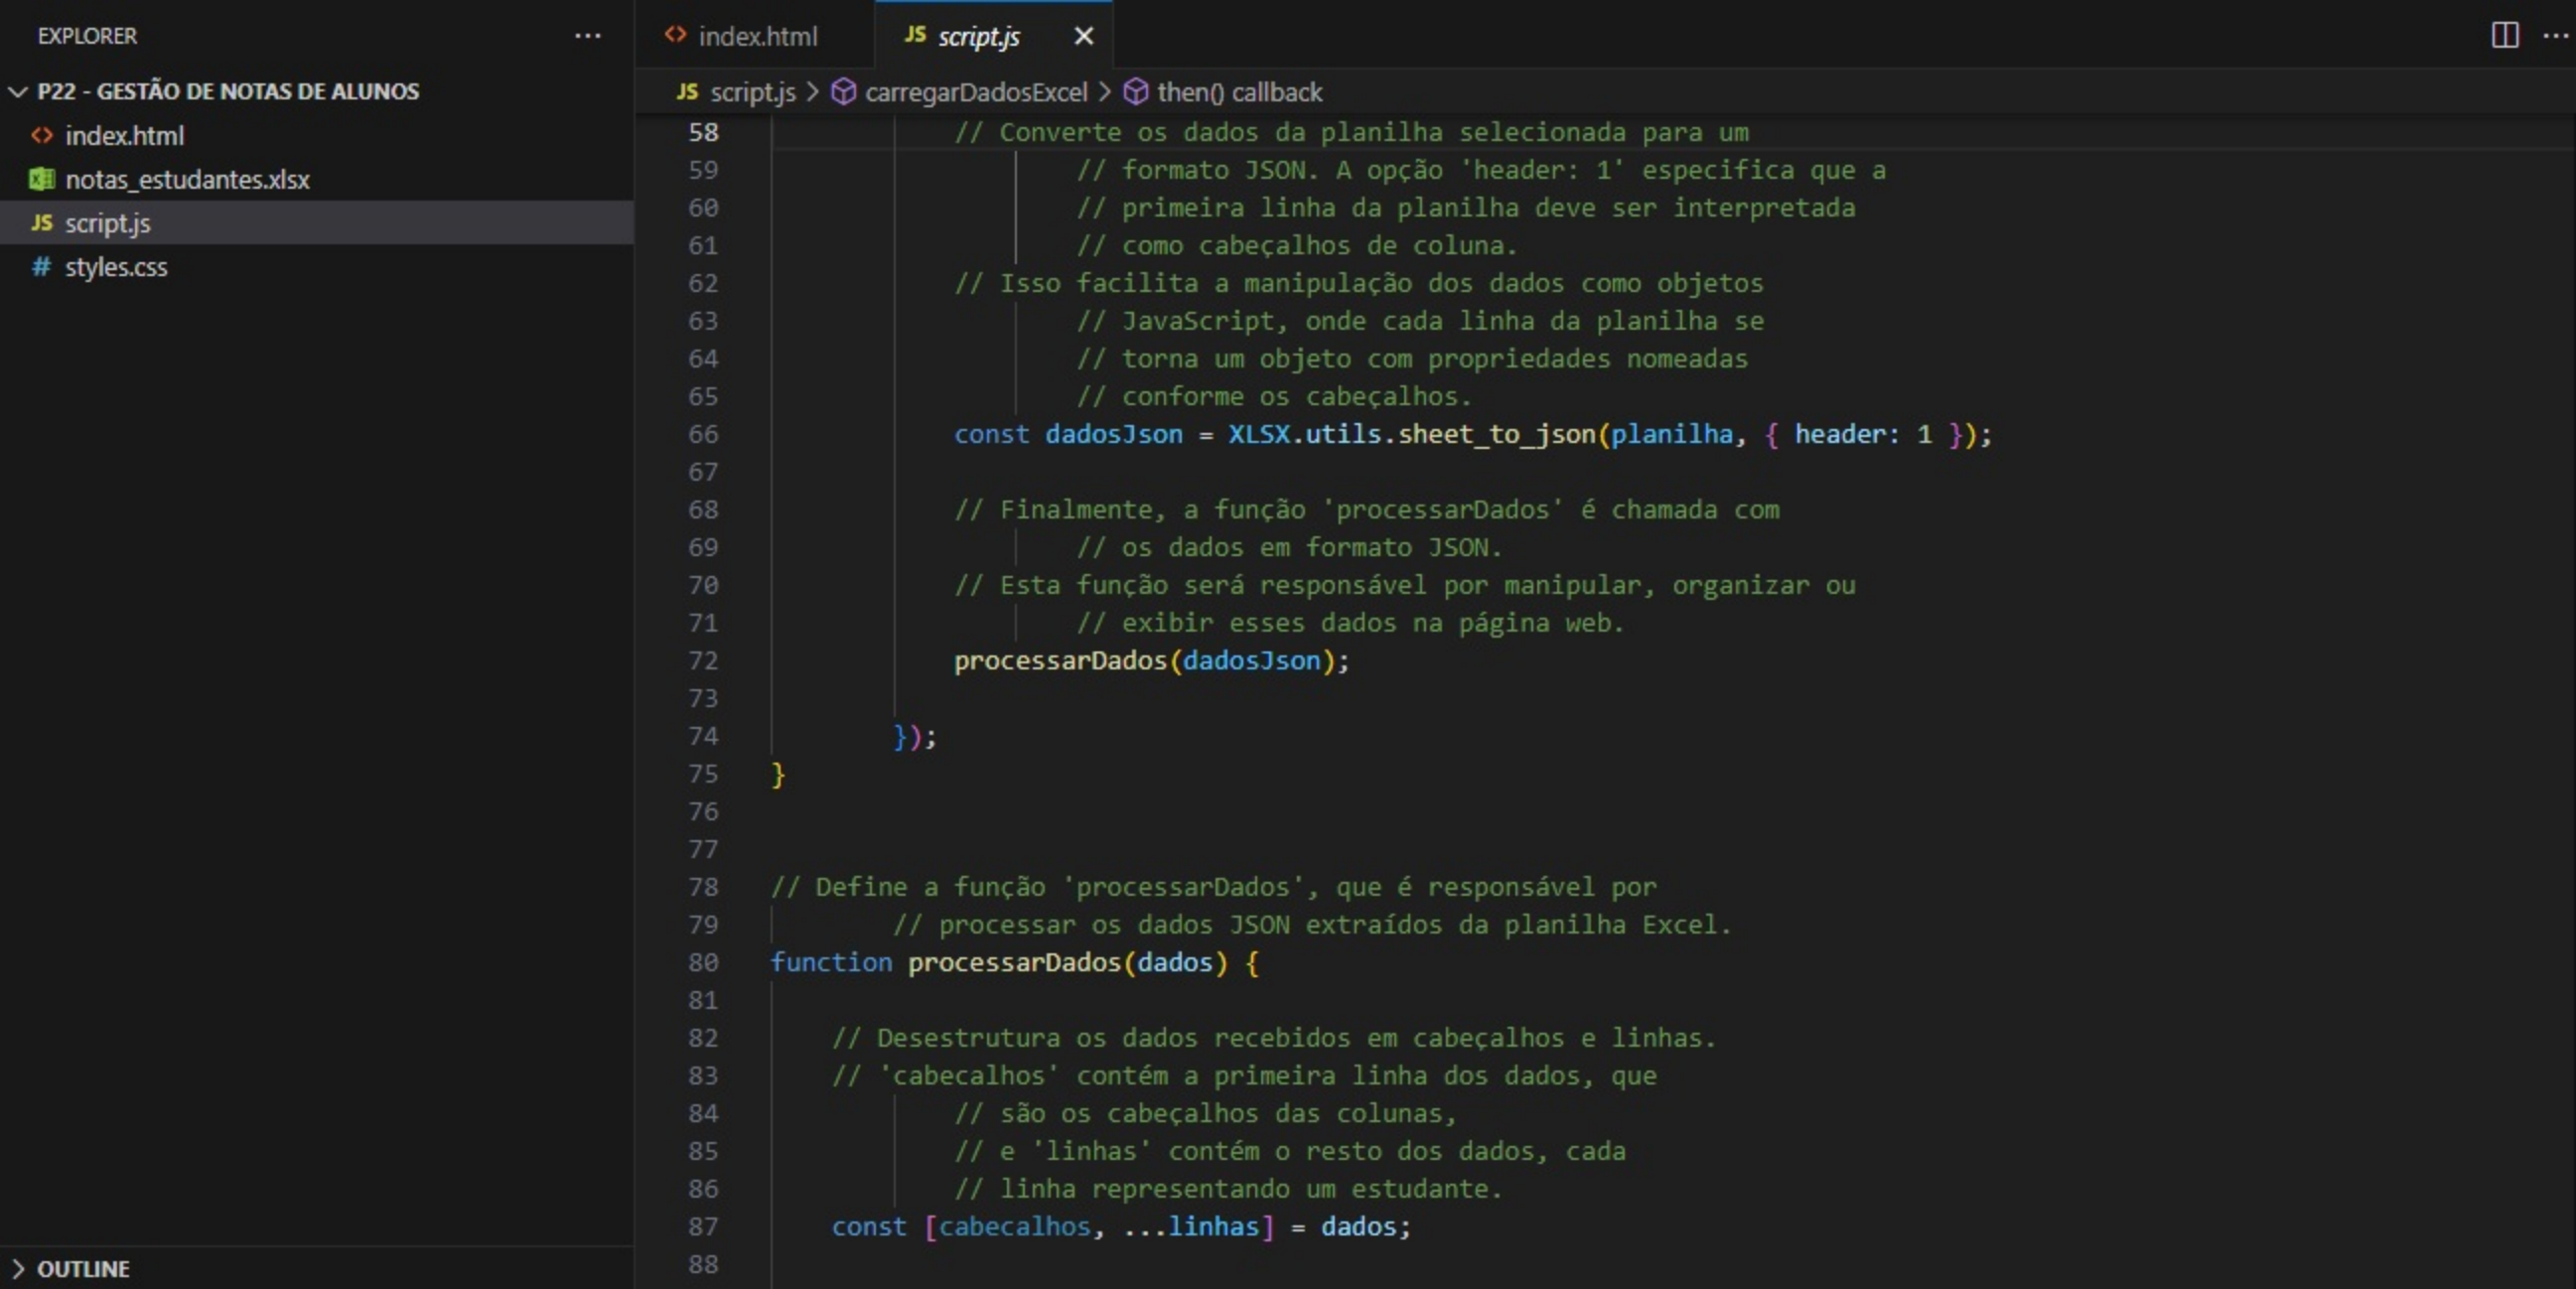 EXPLORER
P22 - GESTÃO DE NOTAS DE ALUNOS
index.html
notas_estudantes.xlsx
JS script.js
# styles.css
OUTLINE
index.html
JS script.js
JS script.js > carregarDadosExcel > then() callback
58 // Converte os dados da planilha selecionada para um
59 // formato JSON. A opção 'header: 1' especifica que a
60 // primeira linha da planilha deve ser interpretada
61 // como cabeçalhos de coluna.
62 // Isso facilita a manipulação dos dados como objetos
63 // JavaScript, onde cada linha da planilha se
64 // torna um objeto com propriedades nomeadas
65 // conforme os cabeçalhos.
66 const dadosJson = XLSX.utils.sheet_to_json(planilha, { header: 1 });
67
68 // Finalmente, a função 'processarDados' é chamada com
69 // os dados em formato JSON.
70 // Esta função será responsável por manipular, organizar ou
71 // exibir esses dados na página web.
72 processarDados(dadosJson);
73
74 });
75 }
76
77
78 // Define a função 'processarDados', que é responsável por
79 // processar os dados JSON extraídos da planilha Excel.
80 function processarDados(dados) {
81
82 // Desestrutura os dados recebidos em cabeçalhos e linhas.
83 // 'cabecalhos' contém a primeira linha dos dados, que
84 // são os cabeçalhos das colunas,
85 // e 'linhas' contém o resto dos dados, cada
86 // linha representando um estudante.
87 const [cabecalhos, ...linhas] = dados;
88